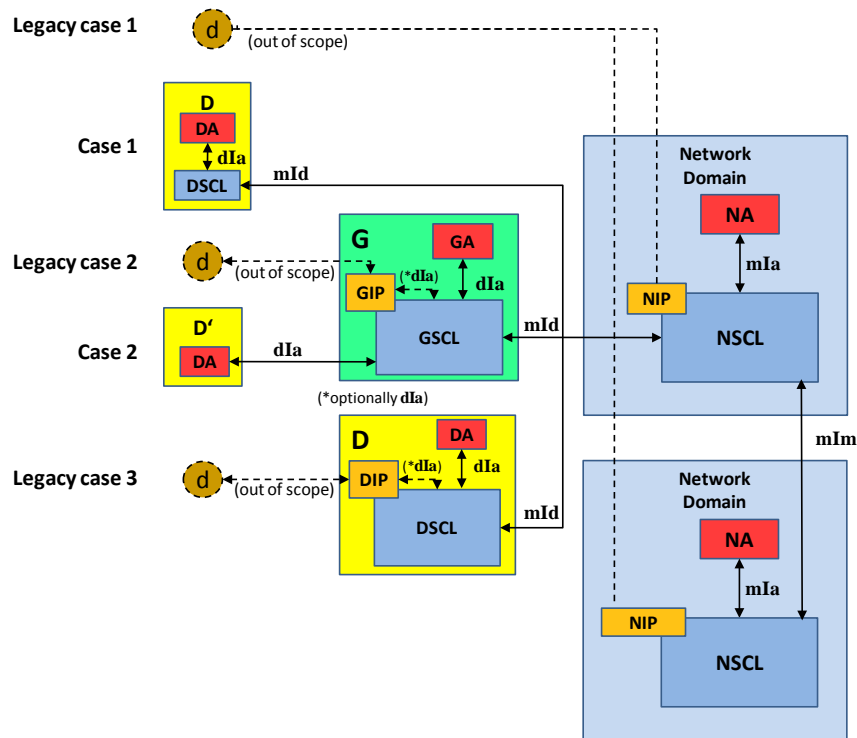 Legacy case 1
d
(out of scope)
D
DA
dIa
DSCL
Case 1
mId
Network
Domain
NA
mIa
NIP
NSCL
Legacy case 2
d
(out of scope)
G
GA
GIP
(*dIa)
dIa
GSCL
mId
D‘
DA
Case 2
dIa
(*optionally dIa)
mIm
Legacy case 3
d
(out of scope)
D
DA
DIP
(*dIa)
dIa
DSCL
mId
Network
Domain
NA
mIa
NIP
NSCL